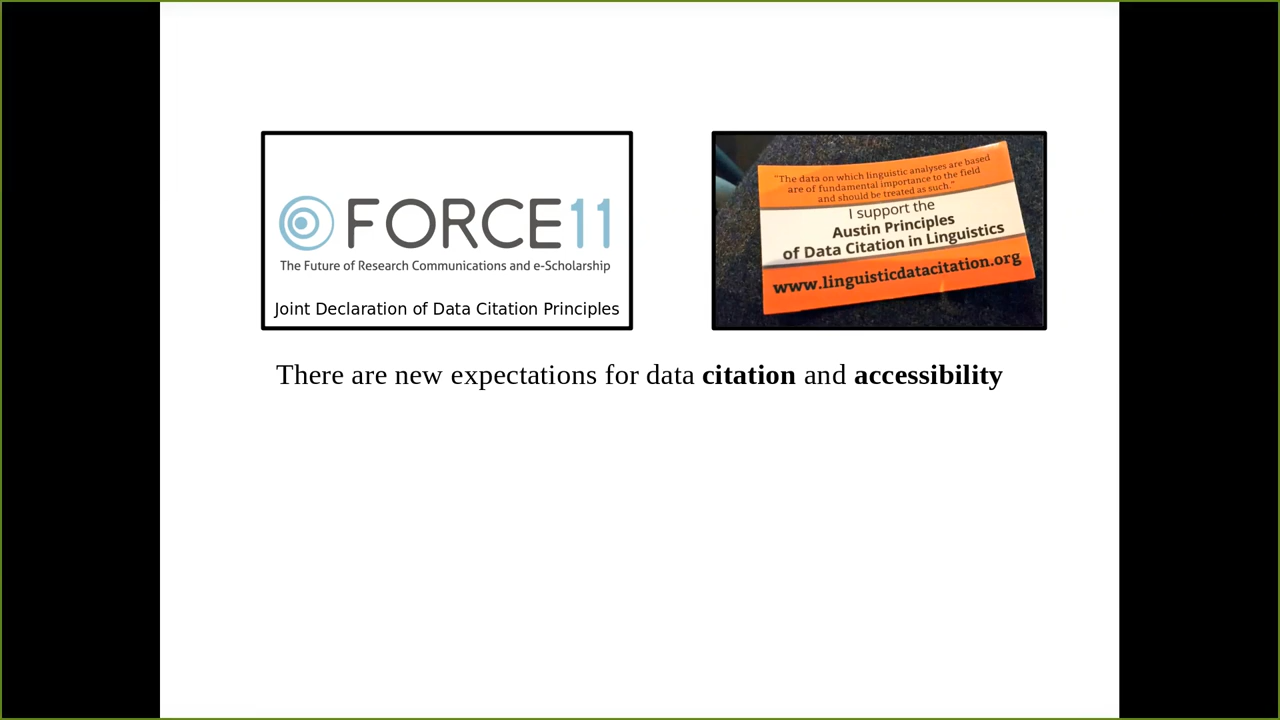 FORCE11
The Future of Research Communications and e-Scholarship
Joint Declaration of Data Citation Principles
"The data on which linguistic analyses are based
are of fundamental importance to the field
and should be treated as such."
I support the
Austin Principles
of Data Citation in Linguistics
www.linguisticdatacitation.org
There are new expectations for data citation and accessibility